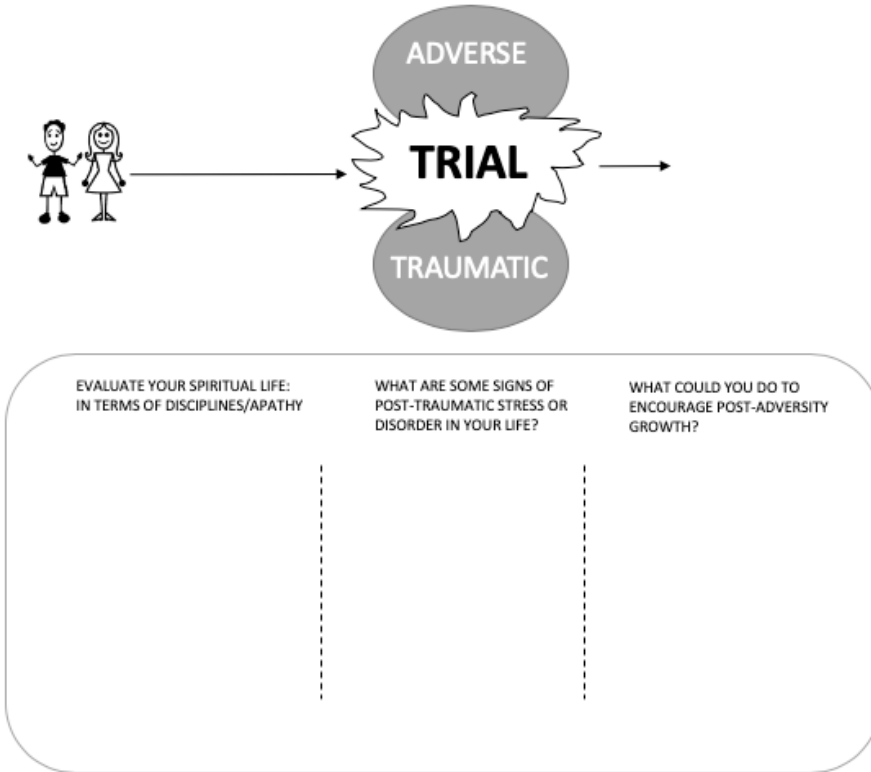 ADVERSE
TRIAL
TRAUMATIC
EVALUATE YOUR SPIRITUAL LIFE:
IN TERMS OF DISCIPLINES/APATHY
WHAT ARE SOME SIGNS OF
POST-TRAUMATIC STRESS OR
DISORDER IN YOUR LIFE?
WHAT COULD YOU DO TO
ENCOURAGE POST-ADVERSITY
GROWTH?